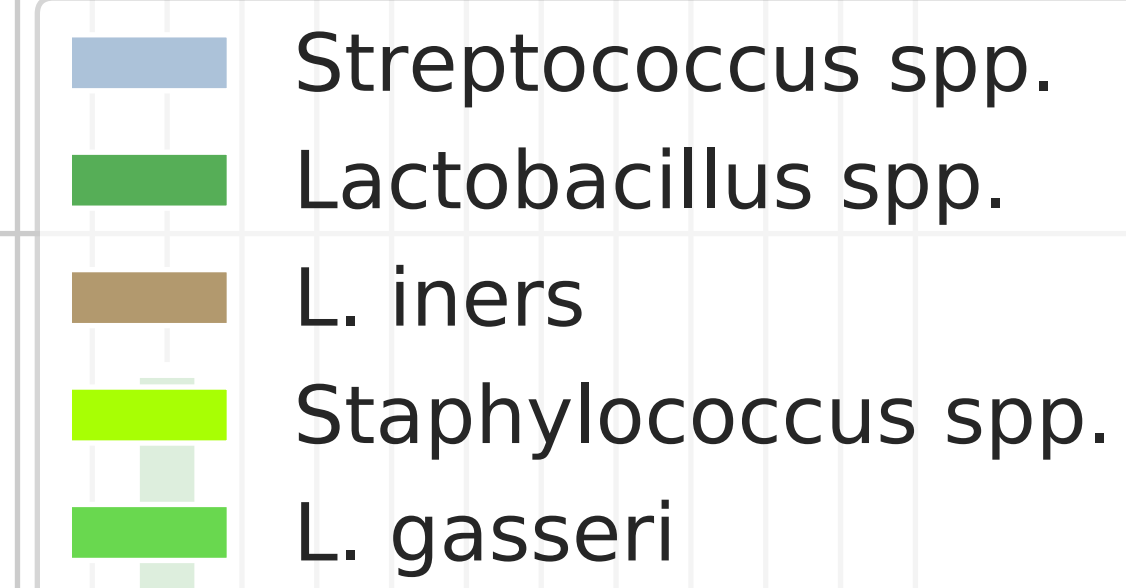 Streptococcus spp.
Lactobacillus spp.
L. iners
Staphylococcus spp.
L. gasseri